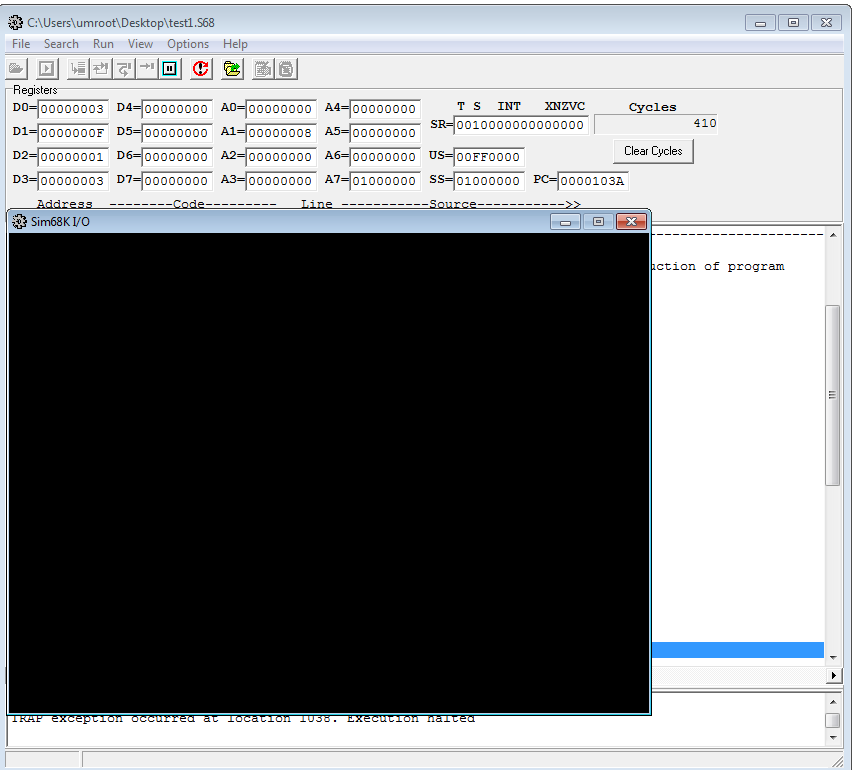 C:\Users\umroot\Desktop\test1.S68
File Search Run View Options Help
Registers
D0=00000003 D4=00000000 A0=00000000 A4=00000000 T S INT XNZVC Cycles
D1=0000000F D5=00000000 A1=00000008 A5=00000000 SR=0010000000000000 410
D2=00000001 D6=00000000 A2=00000000 A6=00000000 US=00FF0000 Clear Cycles
D3=00000003 D7=00000000 A3=00000000 A7=01000000 SS=01000000 PC=0000103A
Address --------Code--------- Line -----------Source----------->>
Sim68K I/O
uction of program
TRAP exception occurred at location 1038. Execution halted